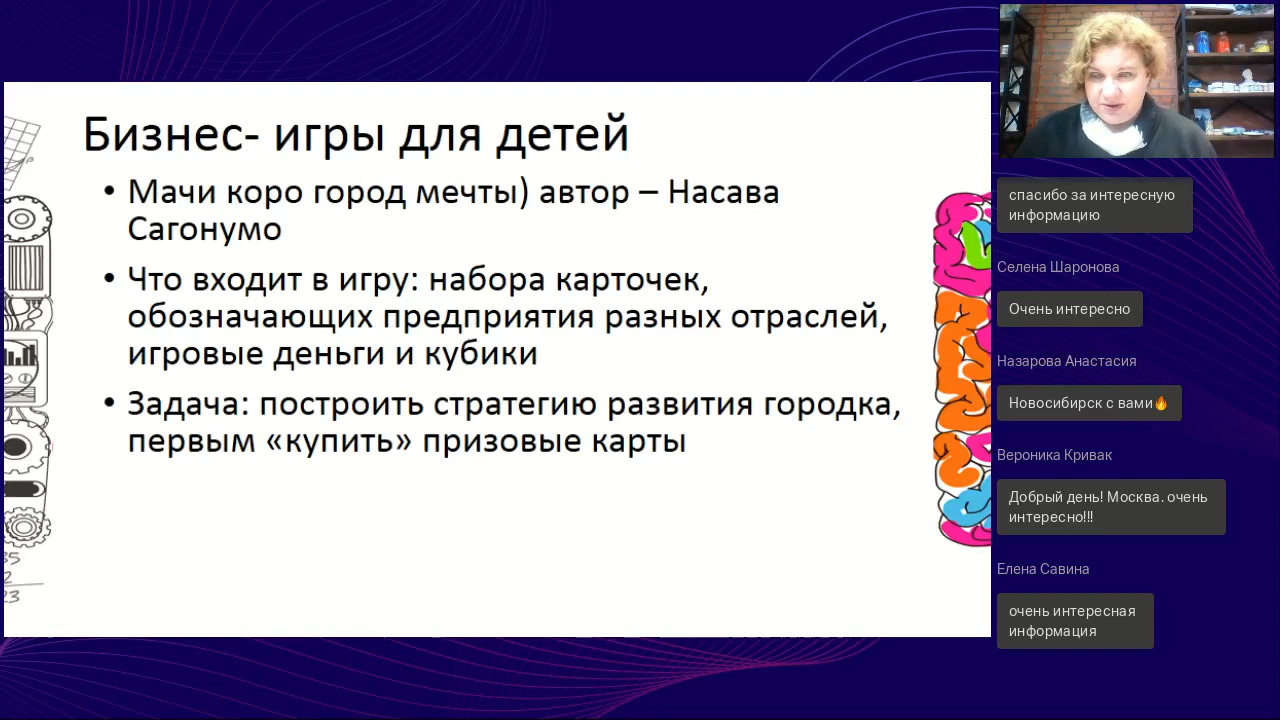 Бизнес- игры для детей
• Мачи коро город мечты) автор – Насава
Сагонумо
• Что входит в игру: набора карточек,
обозначающих предприятия разных отраслей,
игровые деньги и кубики
• Задача: построить стратегию развития городка,
первым «купить» призовые карты
спасибо за интересную
информацию
Селена Шаронова
Очень интересно
Назарова Анастасия
Новосибирск с вами🔥
Вероника Кривак
Добрый день! Москва. очень
интересно!!!
Елена Савина
очень интересная
информация